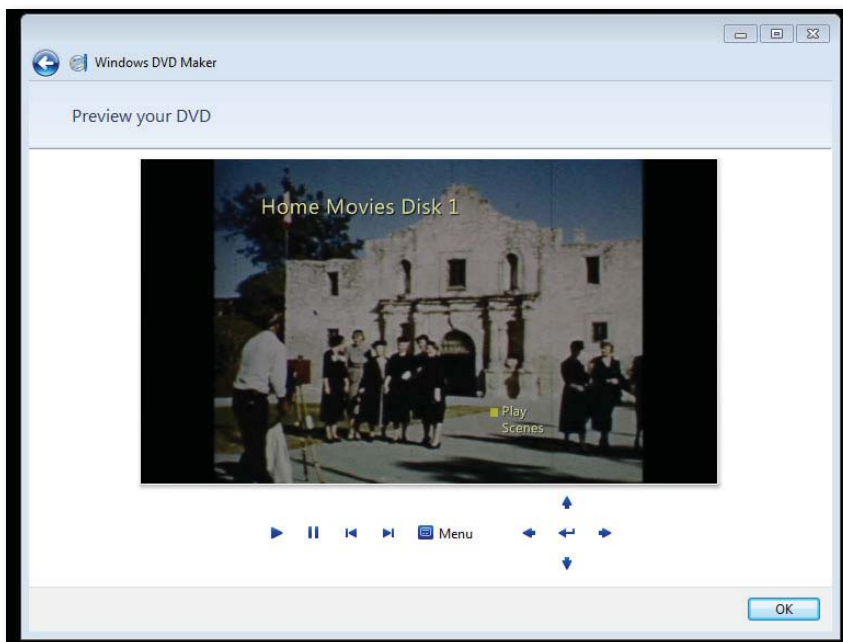 Windows DVD Maker
Preview your DVD
Home Movies Disk 1
Play
Scenes
Menu
OK